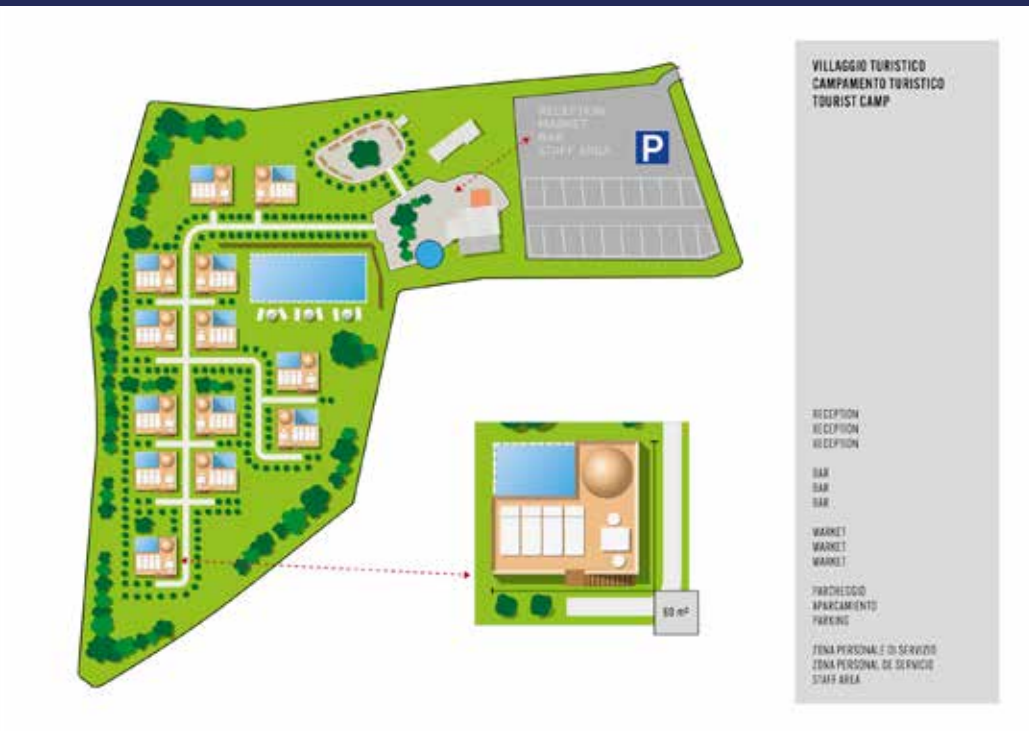 RECEPTION
MARKET
BAR
STAFF AREA
P
60 m²
VILLAGGIO TURISTICO
CAMPAMENTO TURISTICO
TOURIST CAMP
RECEPTION
RECEPTION
RECEPTION
BAR
BAR
BAR
MARKET
MARKET
MARKET
PARCHEGGIO
APARCAMIENTO
PARKING
ZONA PERSONALE DI SERVIZIO
ZONA PERSONAL DE SERVICIO
STAFF AREA